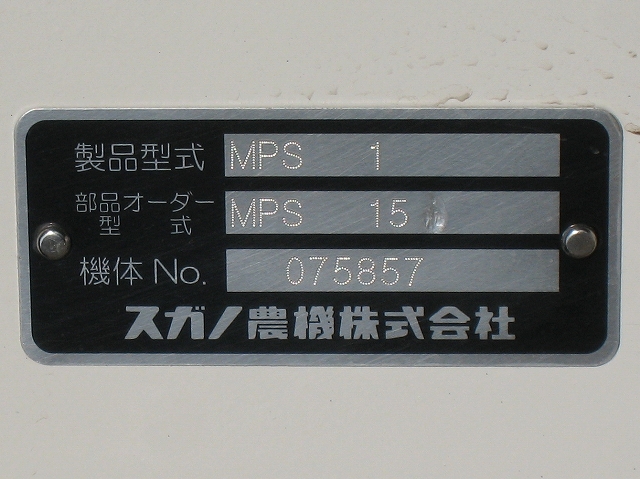 製品型式 MPS 1
部品オーダー型式 MPS 15
機体 No. 075857
スガノ農機株式会社